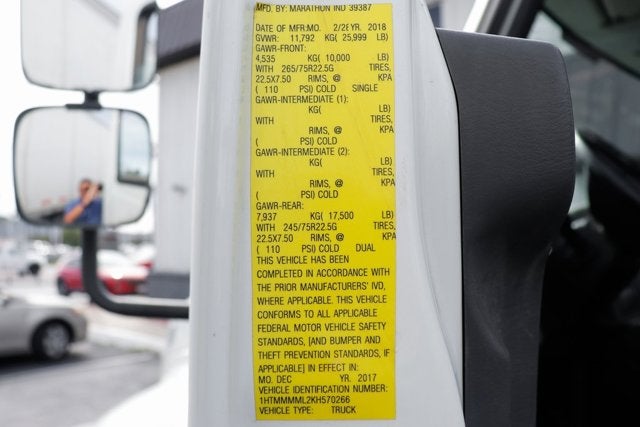 MFD. BY: MARATHON IND 39387
DATE OF MFR:MO. 2/28 YR. 2018
GVWR: 11,792 KG( 25,999 LB)
GAWR-FRONT:
4,535 KG( 10,000 LB)
WITH 265/75R22.5G TIRES,
22.5X7.50 RIMS, @ KPA
( 110 PSI) COLD SINGLE
GAWR-INTERMEDIATE (1):
KG( LB)
WITH TIRES,
RIMS, @ KPA
( PSI) COLD
GAWR-INTERMEDIATE (2):
KG( LB)
WITH TIRES,
RIMS, @ KPA
( PSI) COLD
GAWR-REAR:
7,937 KG( 17,500 LB)
WITH 245/75R22.5G TIRES,
22.5X7.50 RIMS, @ KPA
( 110 PSI) COLD DUAL
THIS VEHICLE HAS BEEN
COMPLETED IN ACCORDANCE WITH
THE PRIOR MANUFACTURERS' IVD,
WHERE APPLICABLE. THIS VEHICLE
CONFORMS TO ALL APPLICABLE
FEDERAL MOTOR VEHICLE SAFETY
STANDARDS, [AND BUMPER AND
THEFT PREVENTION STANDARDS, IF
APPLICABLE] IN EFFECT IN:
MO. DEC YR. 2017
VEHICLE IDENTIFICATION NUMBER:
1HTMMMML2KH570266
VEHICLE TYPE: TRUCK